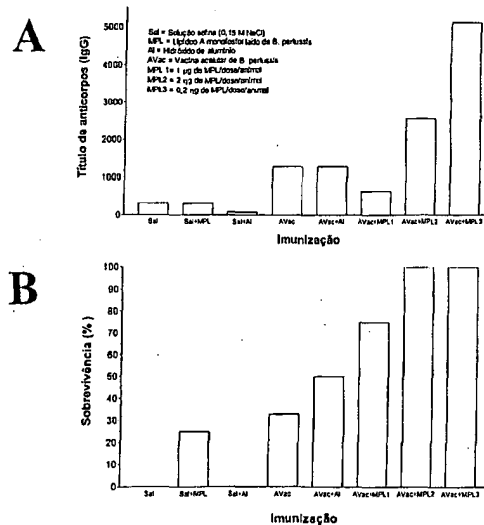 A
Sal = Solução salina (0,15 M NaCl)
MPL = Lipídeo A monofosforilado de B. pertussis
Al = Hidróxido de alumínio
AVac = Vacina acelular de B. pertussis
MPL 1 = 1 µg de MPL/dose/animal
MPL2 = 2 ng de MPL/dose/animal
MPL3 = 0,2 ng de MPL/dose/animal
Título de anticorpos (IgG)
5000
4000
3000
2000
1000
0
Sal Sal+MPL Sal+Al AVac AVac+Al AVac+MPL1 AVac+MPL2 AVac+MPL3
Imunização
B
Sobrevivência (%)
100
90
80
70
60
50
40
30
20
10
0
Sal Sal+MPL Sal+Al AVac AVac+Al AVac+MPL1 AVac+MPL2 AVac+MPL3
Imunização